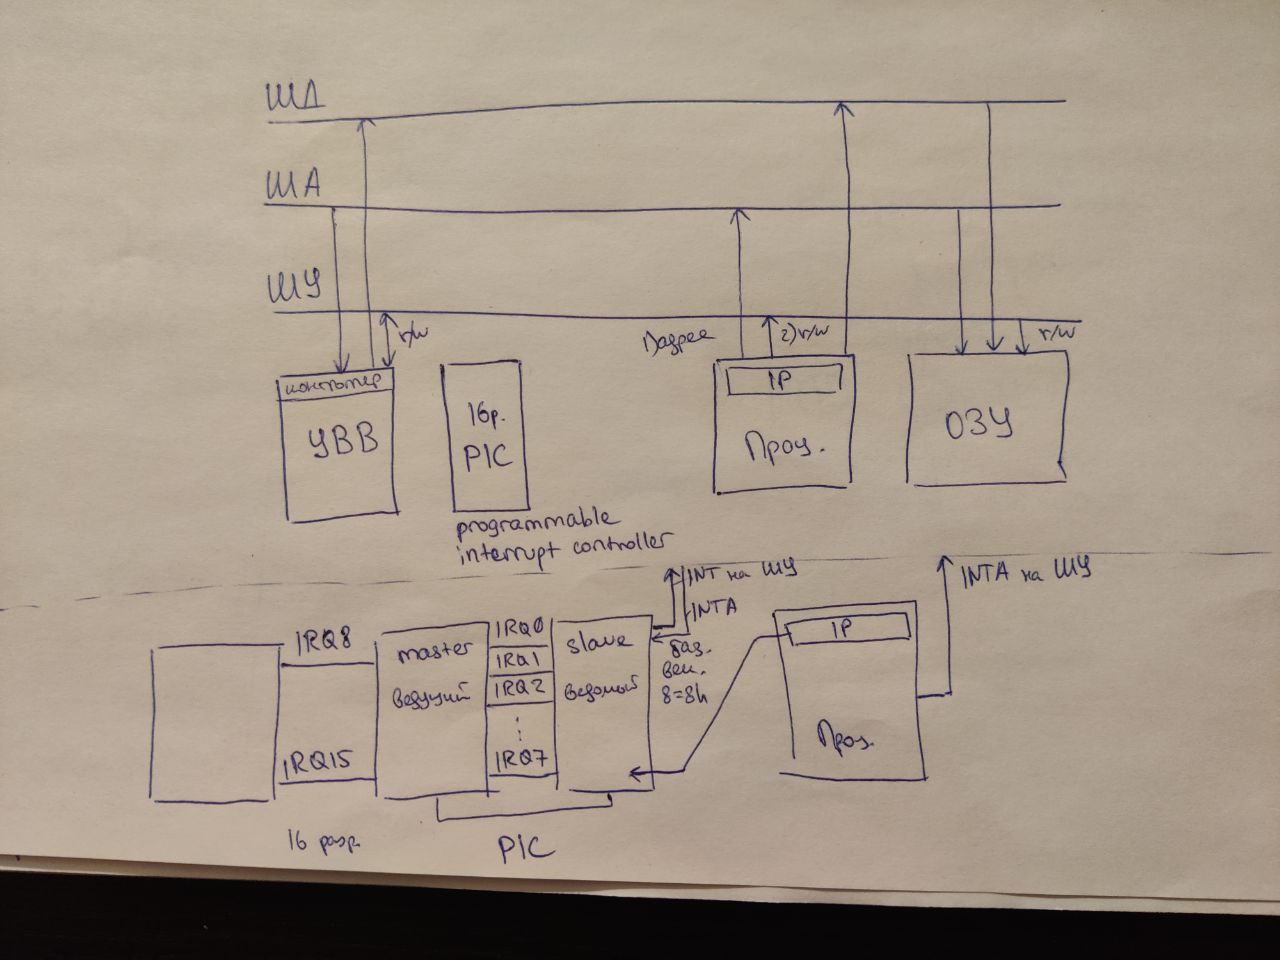 ШД
ША
ШУ
r/w
1) адрес
2) r/w
r/w
контроллер
УВВ
16р.
PIC
IP
Проц.
ОЗУ
programmable
interrupt controller
INT на ШУ
INTA
INTA на ШУ
IRQ8
IRQ15
master
ведущий
IRQ0
IRQ1
IRQ2
⋮
IRQ7
slave
ведомый
баз.
век.
8=8h
IP
Проц.
16 разр.
PIC